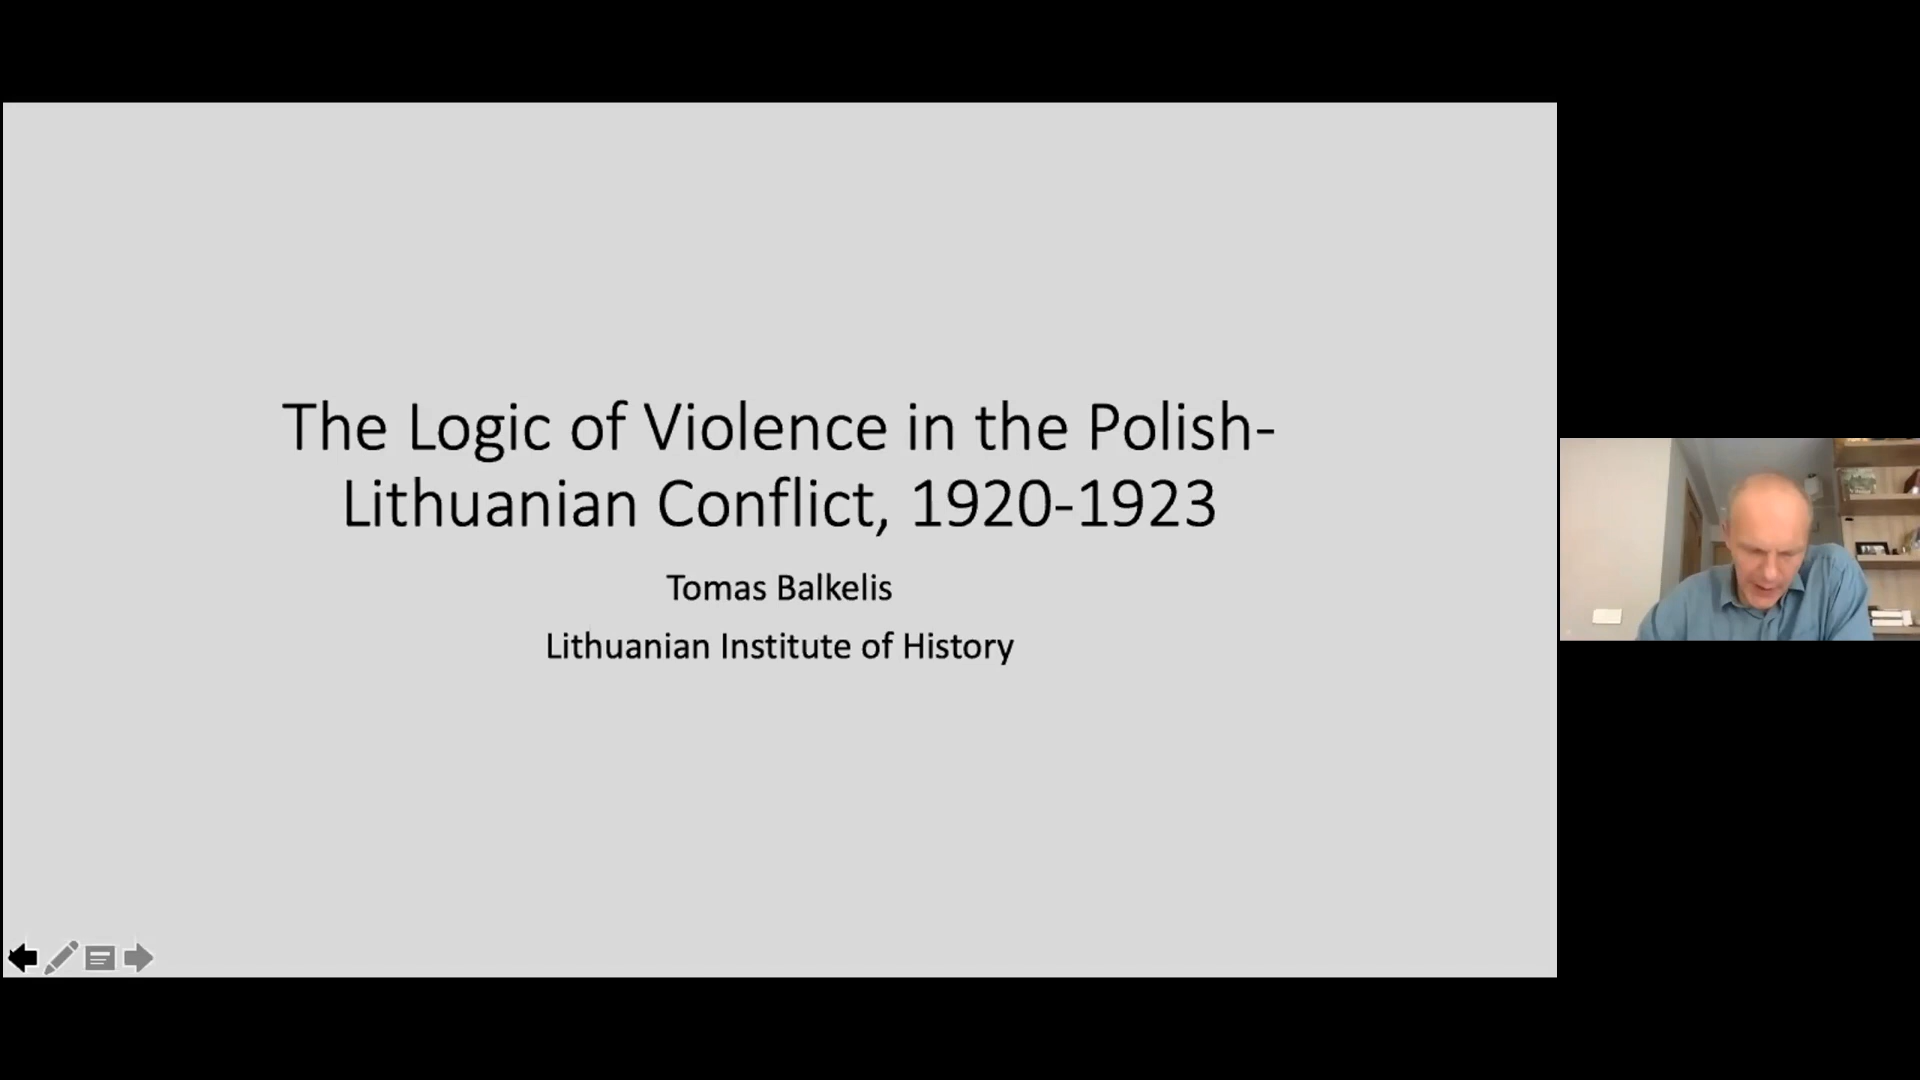 The Logic of Violence in the Polish-
Lithuanian Conflict, 1920-1923
Tomas Balkelis
Lithuanian Institute of History